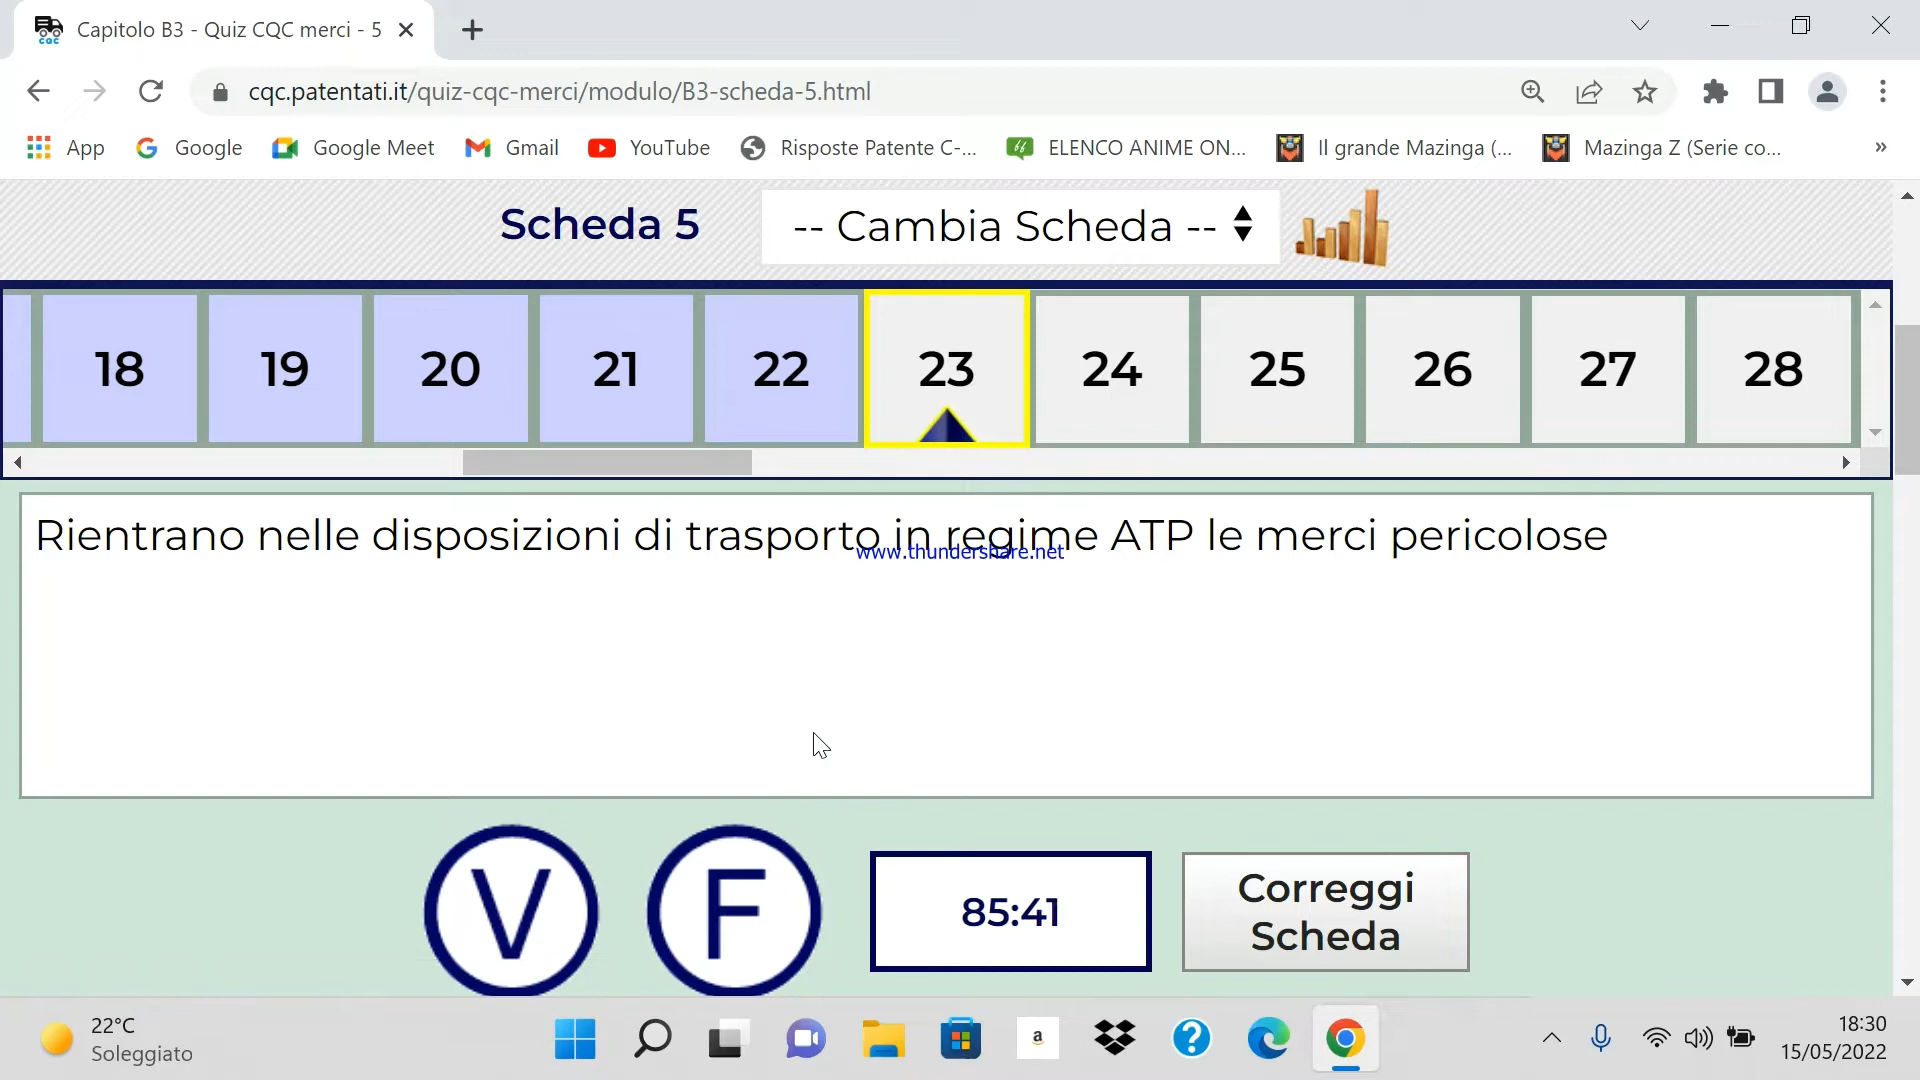 Capitolo B3 - Quiz CQC merci - 5
cqc.patentati.it/quiz-cqc-merci/modulo/B3-scheda-5.html
App Google Google Meet Gmail YouTube Risposte Patente C-... ELENCO ANIME ON... Il grande Mazinga (... Mazinga Z (Serie co... »
Scheda 5 -- Cambia Scheda --
18 19 20 21 22 23 24 25 26 27 28
Rientrano nelle disposizioni di trasporto in regime ATP le merci pericolose
www.thundershare.net
V F 85:41 Correggi
Scheda
22°C
Soleggiato
18:30
15/05/2022